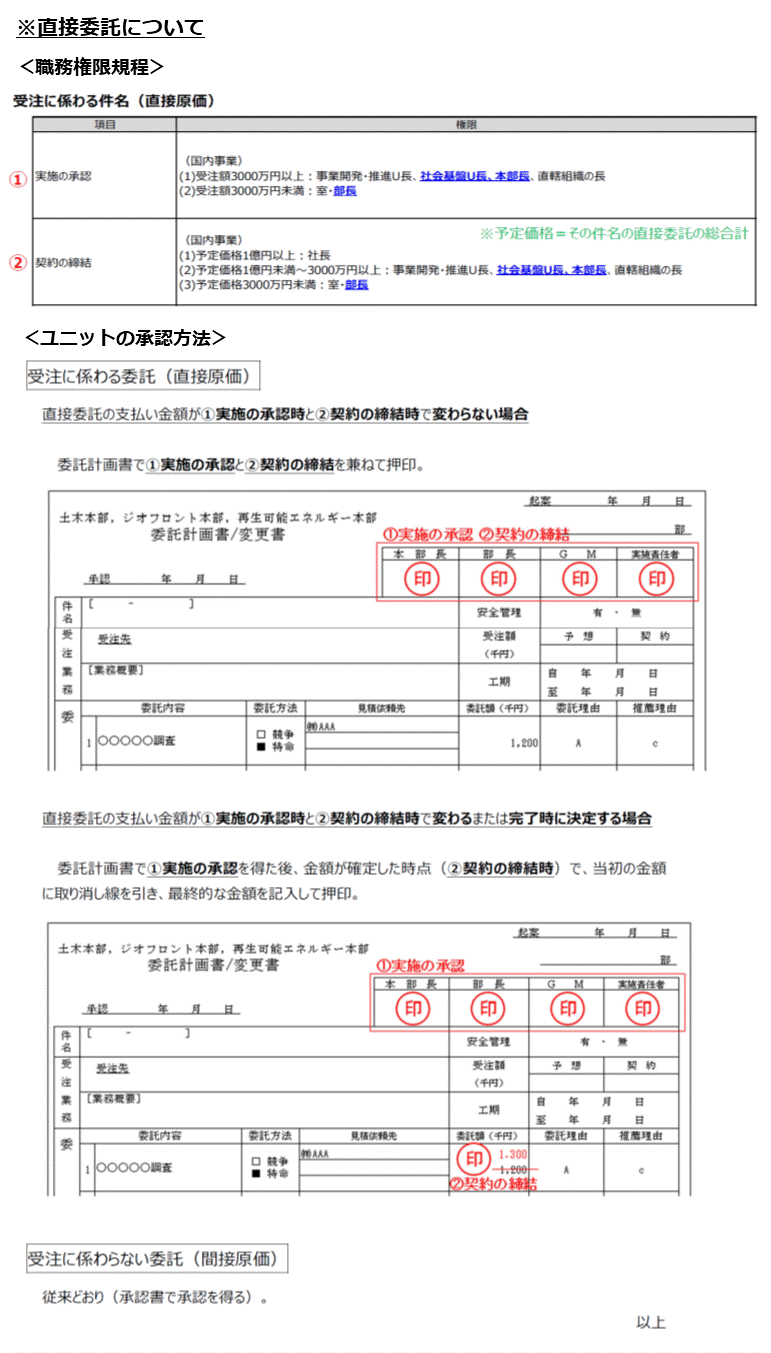 ※直接委託について
＜職務権限規程＞
受注に係わる件名（直接原価）
項目 権限
① 実施の承認
（国内事業）
(1)受注額3000万円以上：事業開発・推進U長、社会基盤U長、本部長、直轄組織の長
(2)受注額3000万円未満：室・部長
※予定価格＝その件名の直接委託の総合計
② 契約の締結
（国内事業）
(1)予定価格1億円以上：社長
(2)予定価格1億円未満～3000万円以上：事業開発・推進U長、社会基盤U長、本部長、直轄組織の長
(3)予定価格3000万円未満：室・部長
＜ユニットの承認方法＞
受注に係わる委託（直接原価）
直接委託の支払い金額が①実施の承認時と②契約の締結時で変わらない場合
委託計画書で①実施の承認と②契約の締結を兼ねて押印。
起案 年 月 日
土木本部，ジオフロント本部，再生可能エネルギー本部
委託計画書/変更書
部
①実施の承認 ②契約の締結
本部長 部長 GM 実施責任者
印 印 印 印
承認 年 月 日
件名 [ - ] 安全管理 有 ・ 無
受注業務 受注先 受注額（千円） 予想 契約
[業務概要] 工期 自 年 月 日
至 年 月 日
委 委託内容 委託方法 見積依頼先 委託額（千円） 委託理由 推薦理由
1 〇〇〇〇〇調査 □ 競争 ■ 特命 ㈱AAA 1,200 A c
直接委託の支払い金額が①実施の承認時と②契約の締結時で変わるまたは完了時に決定する場合
委託計画書で①実施の承認を得た後、金額が確定した時点（②契約の締結時）で、当初の金額
に取り消し線を引き、最終的な金額を記入して押印。
起案 年 月 日
土木本部，ジオフロント本部，再生可能エネルギー本部
委託計画書/変更書
部
①実施の承認
本部長 部長 GM 実施責任者
印 印 印 印
承認 年 月 日
件名 [ - ] 安全管理 有 ・ 無
受注業務 受注先 受注額（千円） 予想 契約
[業務概要] 工期 自 年 月 日
至 年 月 日
委 委託内容 委託方法 見積依頼先 委託額（千円） 委託理由 推薦理由
1 〇〇〇〇〇調査 □ 競争 ■ 特命 ㈱AAA 印 1.300 1,200 A c
②契約の締結
受注に係わらない委託（間接原価）
従来どおり（承認書で承認を得る）。
以上